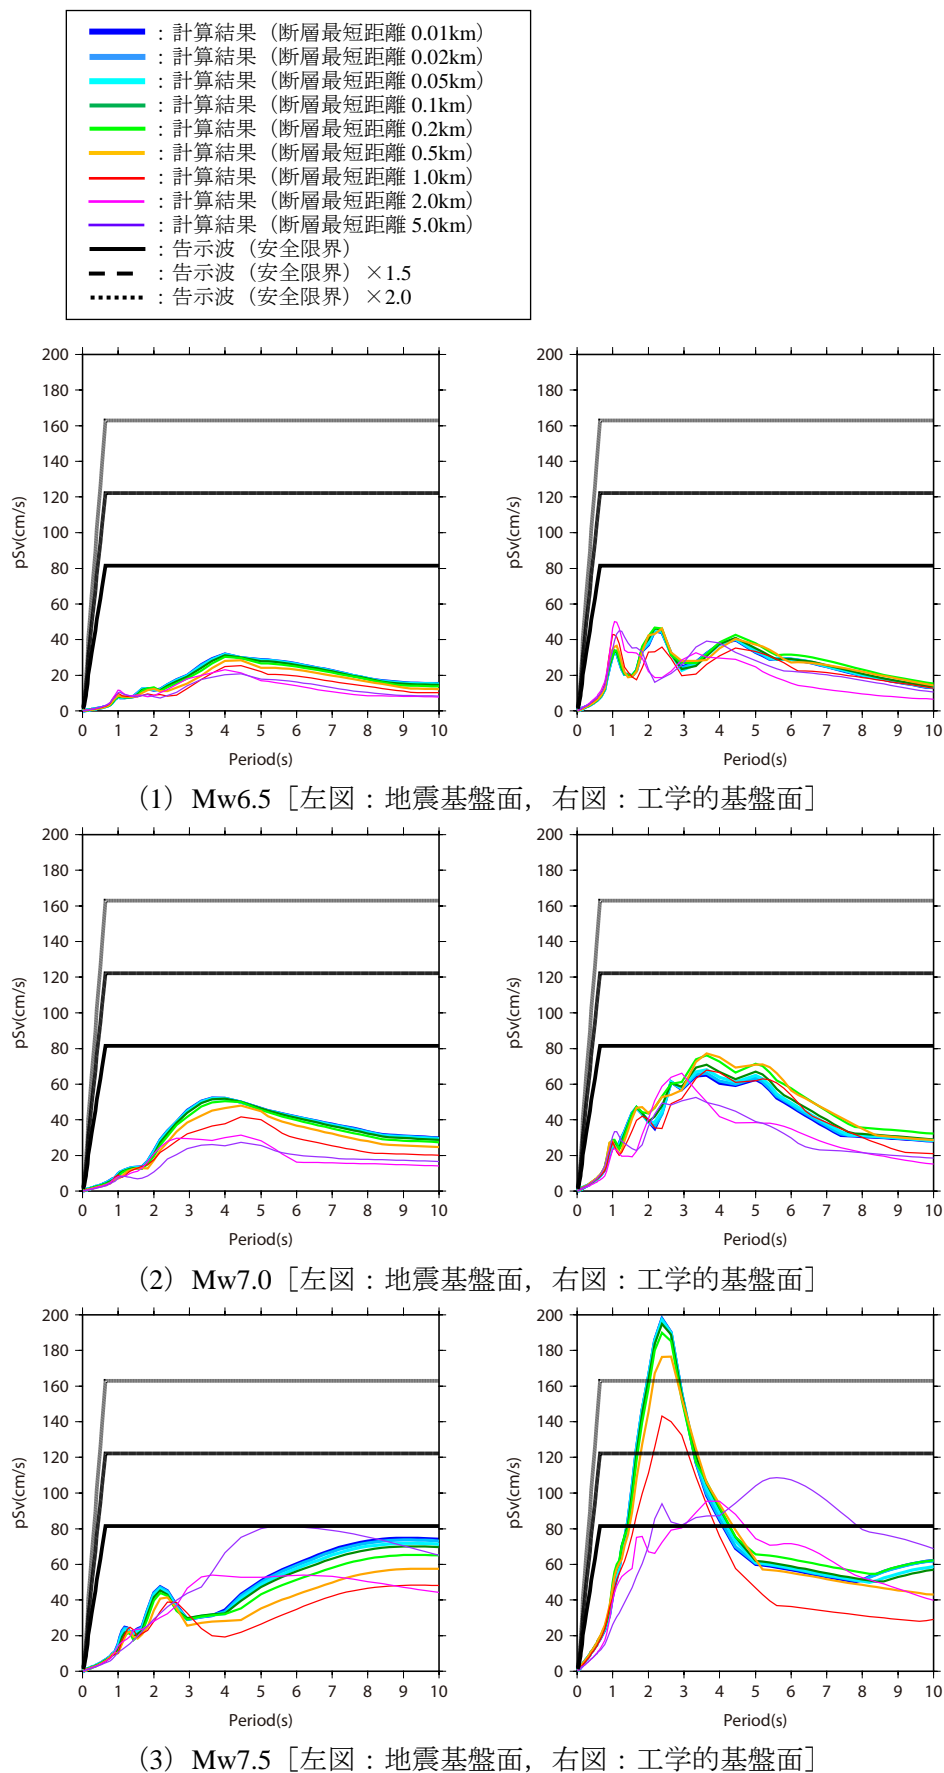 ：計算結果（断層最短距離 0.01km）
：計算結果（断層最短距離 0.02km）
：計算結果（断層最短距離 0.05km）
：計算結果（断層最短距離 0.1km）
：計算結果（断層最短距離 0.2km）
：計算結果（断層最短距離 0.5km）
：計算結果（断層最短距離 1.0km）
：計算結果（断層最短距離 2.0km）
：計算結果（断層最短距離 5.0km）
：告示波（安全限界）
：告示波（安全限界）×1.5
：告示波（安全限界）×2.0
200
180
160
140
120
100
80
60
40
20
0
pSv(cm/s)
0 1 2 3 4 5 6 7 8 9 10
Period(s)
200
180
160
140
120
100
80
60
40
20
0
pSv(cm/s)
0 1 2 3 4 5 6 7 8 9 10
Period(s)
（1）Mw6.5［左図：地震基盤面，右図：工学的基盤面］
200
180
160
140
120
100
80
60
40
20
0
pSv(cm/s)
0 1 2 3 4 5 6 7 8 9 10
Period(s)
200
180
160
140
120
100
80
60
40
20
0
pSv(cm/s)
0 1 2 3 4 5 6 7 8 9 10
Period(s)
（2）Mw7.0［左図：地震基盤面，右図：工学的基盤面］
200
180
160
140
120
100
80
60
40
20
0
pSv(cm/s)
0 1 2 3 4 5 6 7 8 9 10
Period(s)
200
180
160
140
120
100
80
60
40
20
0
pSv(cm/s)
0 1 2 3 4 5 6 7 8 9 10
Period(s)
（3）Mw7.5［左図：地震基盤面，右図：工学的基盤面］